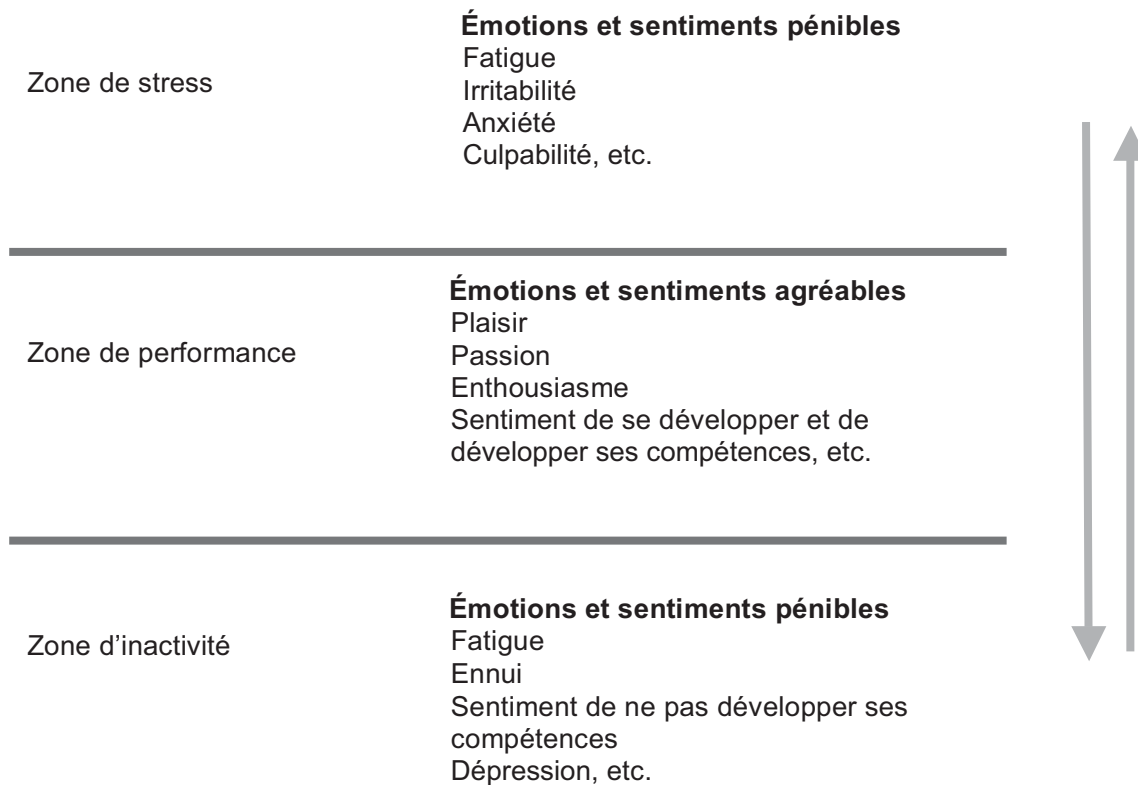 Zone de stress
Émotions et sentiments pénibles
Fatigue
Irritabilité
Anxiété
Culpabilité, etc.
Zone de performance
Émotions et sentiments agréables
Plaisir
Passion
Enthousiasme
Sentiment de se développer et de
développer ses compétences, etc.
Zone d’inactivité
Émotions et sentiments pénibles
Fatigue
Ennui
Sentiment de ne pas développer ses
compétences
Dépression, etc.